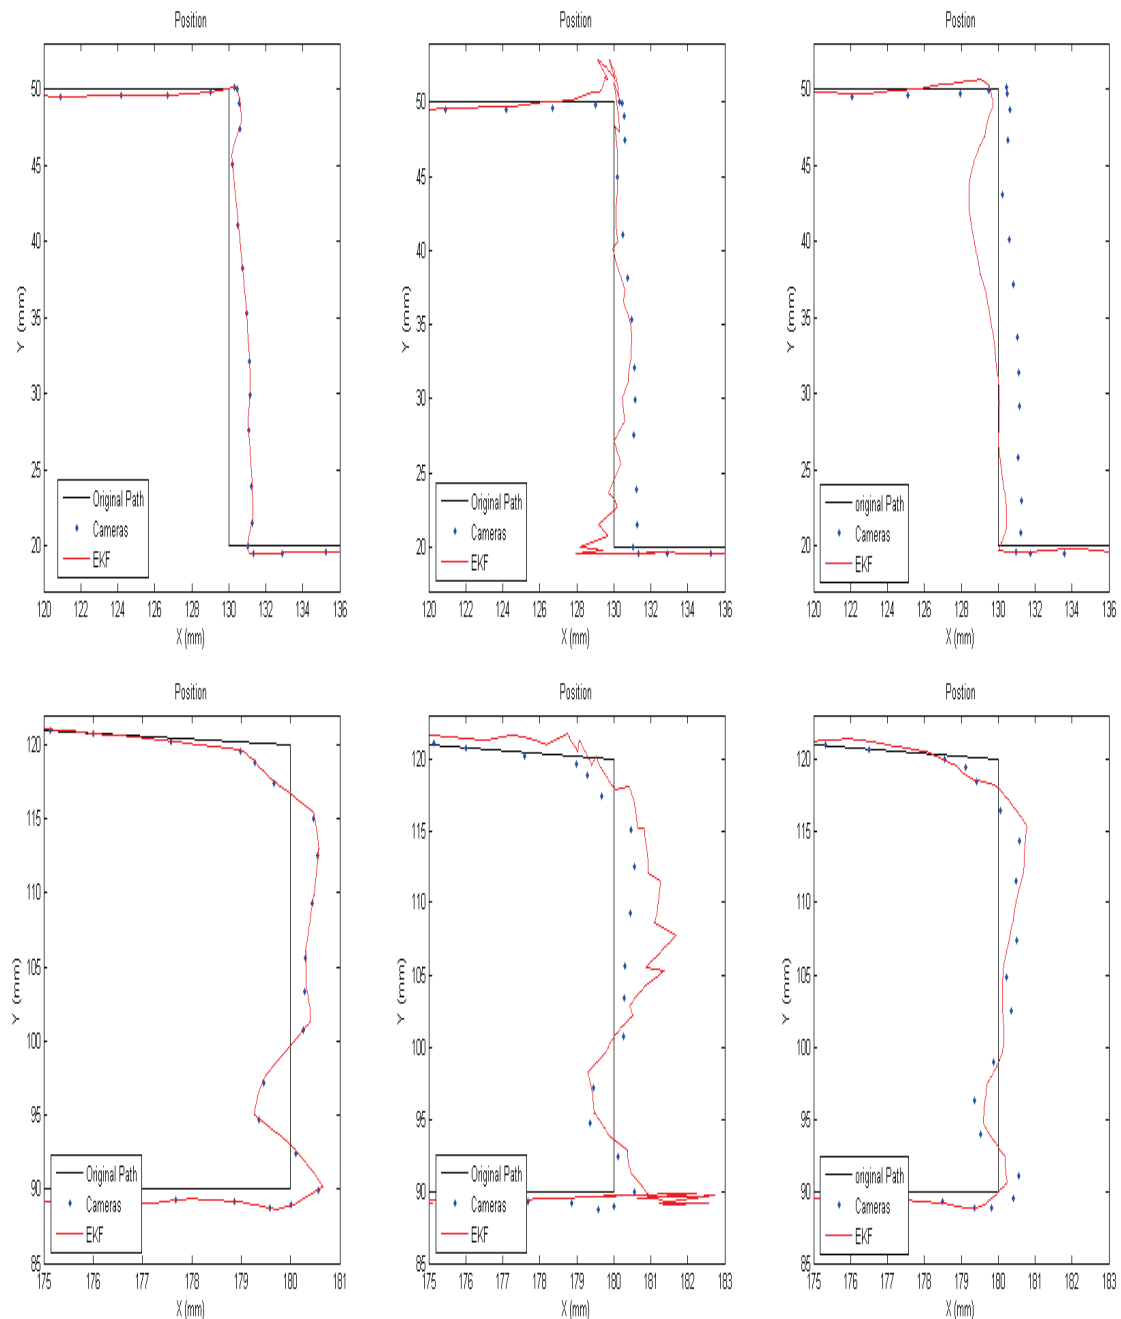 Position
Position
Position
50
45
40
35
30
25
20
Y (mm)
Original Path
Cameras
EKF
120 122 124 126 128 130 132 134 136
X (mm)
50
45
40
35
30
25
20
Y (mm)
Original Path
Cameras
EKF
120 122 124 126 128 130 132 134 136
X (mm)
50
45
40
35
30
25
20
Y (mm)
original Path
Cameras
EKF
120 122 124 126 128 130 132 134 136
X (mm)
Position
Position
Postion
120
115
110
105
100
95
90
85
Y (mm)
Original Path
Cameras
EKF
175 176 177 178 179 180 181
X (mm)
120
115
110
105
100
95
90
85
Y (mm)
Original Path
Cameras
EKF
175 176 177 178 179 180 181 182 183
X (mm)
120
115
110
105
100
95
90
85
Y (mm)
original Path
Cameras
EKF
175 176 177 178 179 180 181 182 183
X (mm)